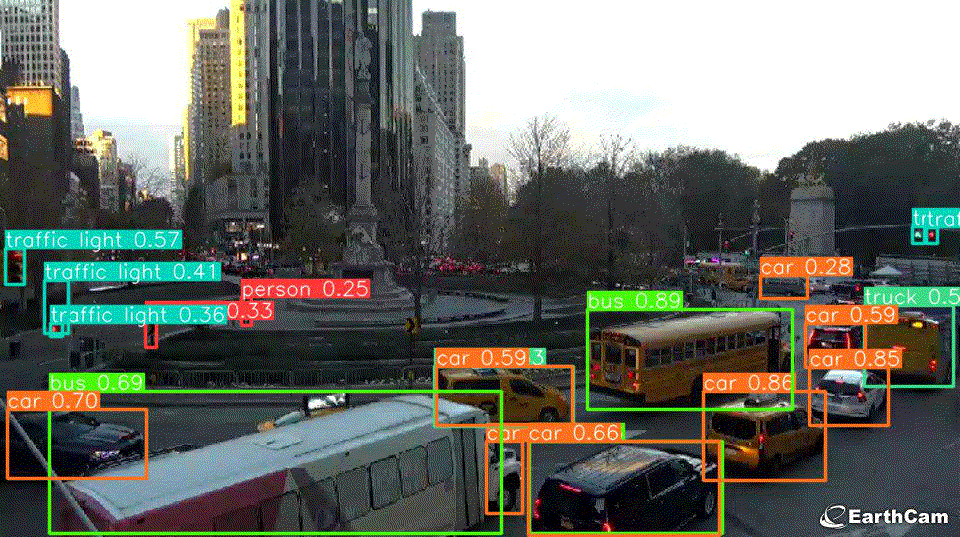 trtraf
traffic light 0.57
traffic light 0.41
car 0.28
person 0.25
truck 0.5
bus 0.89
traffic light 0.36
0.33
car 0.59
car 0.59
3
car 0.85
bus 0.69
car 0.86
car 0.70
car car 0.66
EarthCam